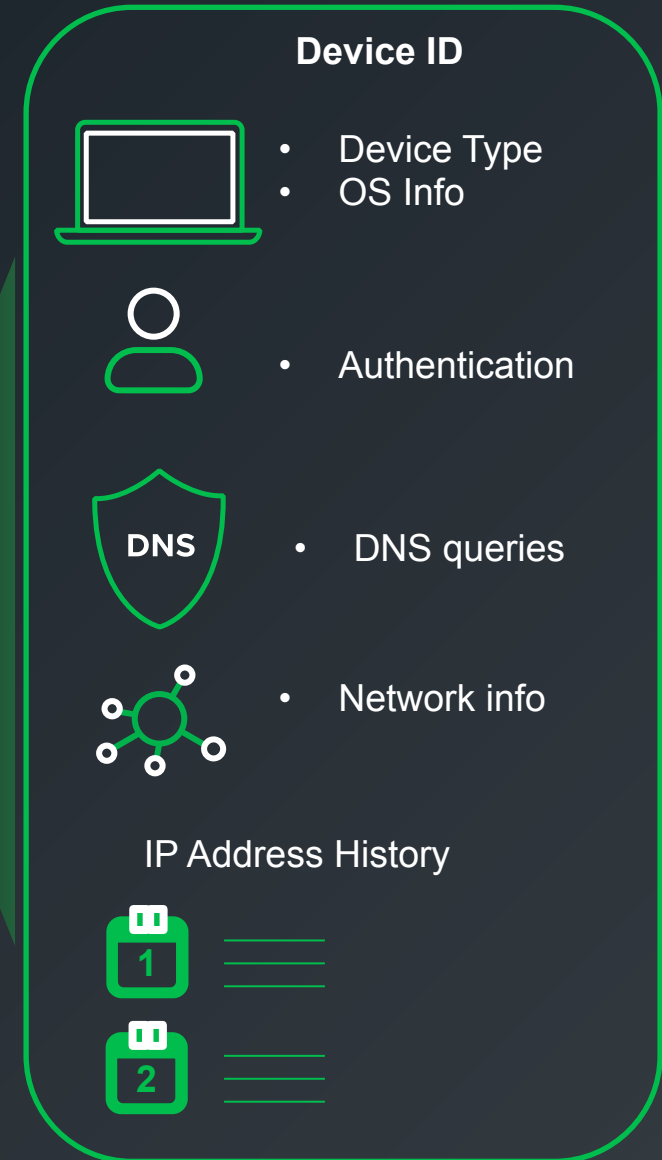 Device ID
• Device Type
• OS Info
• Authentication
DNS
• DNS queries
• Network info
IP Address History
1
2